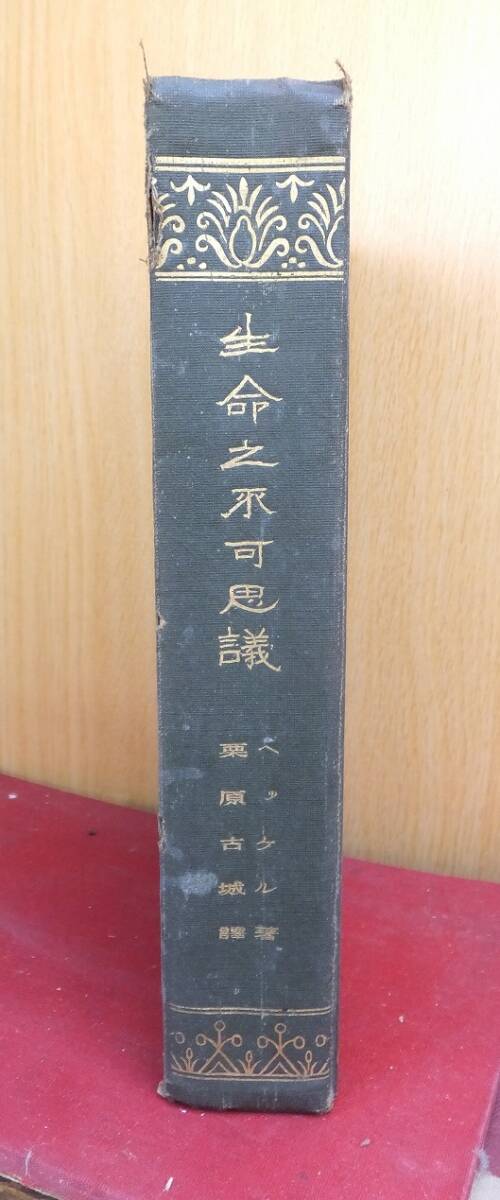 生命之不可思議
ヘッケル著
栗原古城譯